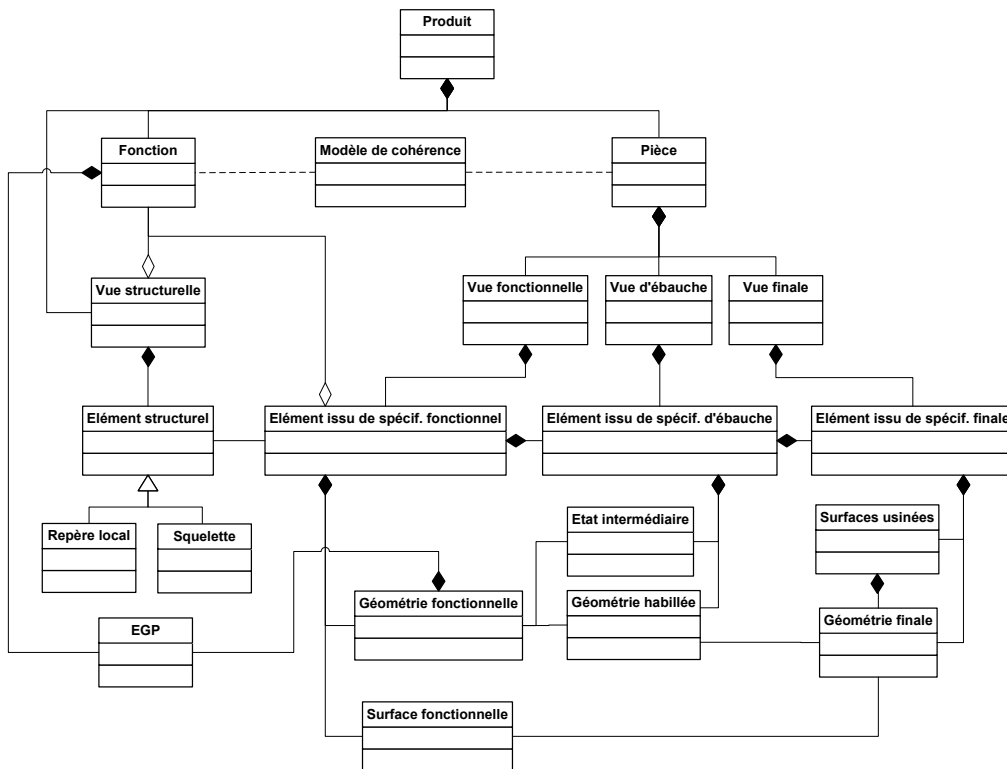 Produit
Fonction
Modèle de cohérence
Pièce
Vue structurelle
Vue fonctionnelle
Vue d'ébauche
Vue finale
Elément structurel
Elément issu de spécif. fonctionnel
Elément issu de spécif. d'ébauche
Elément issu de spécif. finale
Repère local
Squelette
Etat intermédiaire
Surfaces usinées
Géométrie fonctionnelle
Géométrie habillée
Géométrie finale
EGP
Surface fonctionnelle